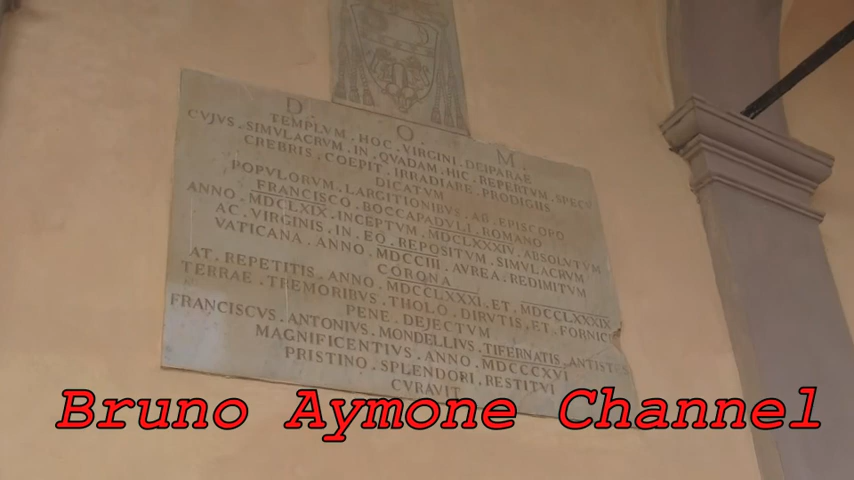 D. O. M.
TEMPLVM . HOC . VIRGINI . DEIPARAE
CVJVS . SIMVLACRVM . IN . QVADAM . HIC . REPERTVM . SPECV
CREBRIS . COEPIT . IRRADIARE . PRODIGIIS
DICATVM
POPVLORVM . LARGITIONIBVS . AB . EPISCOPO
FRANCISCO . BOCCAPADVLI . ROMANO
ANNO . MDCLXIX . INCEPTVM . MDCLXXXIV . ABSOLVTVM
AC . VIRGINIS . IN . EO . REPOSITVM . SIMVLACRVM
VATICANA . ANNO . MDCCIII . AVREA . REDIMITVM
CORONA
AT . REPETITIS . ANNO . MDCCLXXXI . ET . MDCCLXXXIX
TERRAE . TREMORIBVS . THOLO . DIRVTIS . ET . FORNICE
PENE . DEJECTVM
FRANCISCVS . ANTONIVS . MONDELLIVS . TIFERNATIS . ANTISTES
MAGNIFICENTIVS . ANNO . MDCCCXVI
PRISTINO . SPLENDORI . RESTITVI
CVRAVIT
Bruno Aymone Channel